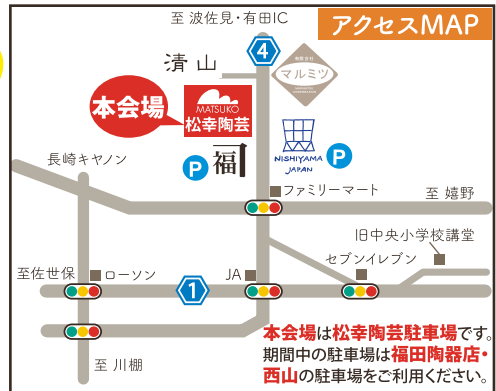 至 波佐見・有田IC
アクセスMAP
4
清山
有限会社
マルミツ
本会場
MATSUKO
松幸陶芸
NISHIYAMA
JAPAN
P
P
福
長崎キヤノン
ファミリーマート
至 嬉野
旧中央小学校講堂
セブンイレブン
至佐世保
ローソン
JA
1
本会場は松幸陶芸駐車場です。
期間中の駐車場は福田陶器店・
西山の駐車場をご利用ください。
至 川棚